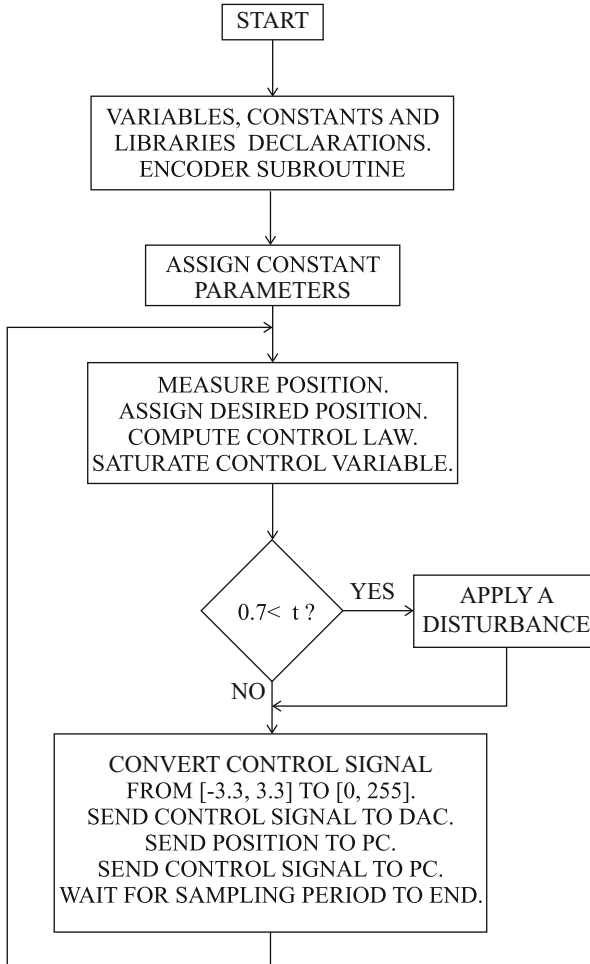 START
VARIABLES, CONSTANTS AND
LIBRARIES DECLARATIONS.
ENCODER SUBROUTINE
ASSIGN CONSTANT
PARAMETERS
MEASURE POSITION.
ASSIGN DESIRED POSITION.
COMPUTE CONTROL LAW.
SATURATE CONTROL VARIABLE.
0.7< t ?
YES
APPLY A
DISTURBANCE
NO
CONVERT CONTROL SIGNAL
FROM [-3.3, 3.3] TO [0, 255].
SEND CONTROL SIGNAL TO DAC.
SEND POSITION TO PC.
SEND CONTROL SIGNAL TO PC.
WAIT FOR SAMPLING PERIOD TO END.